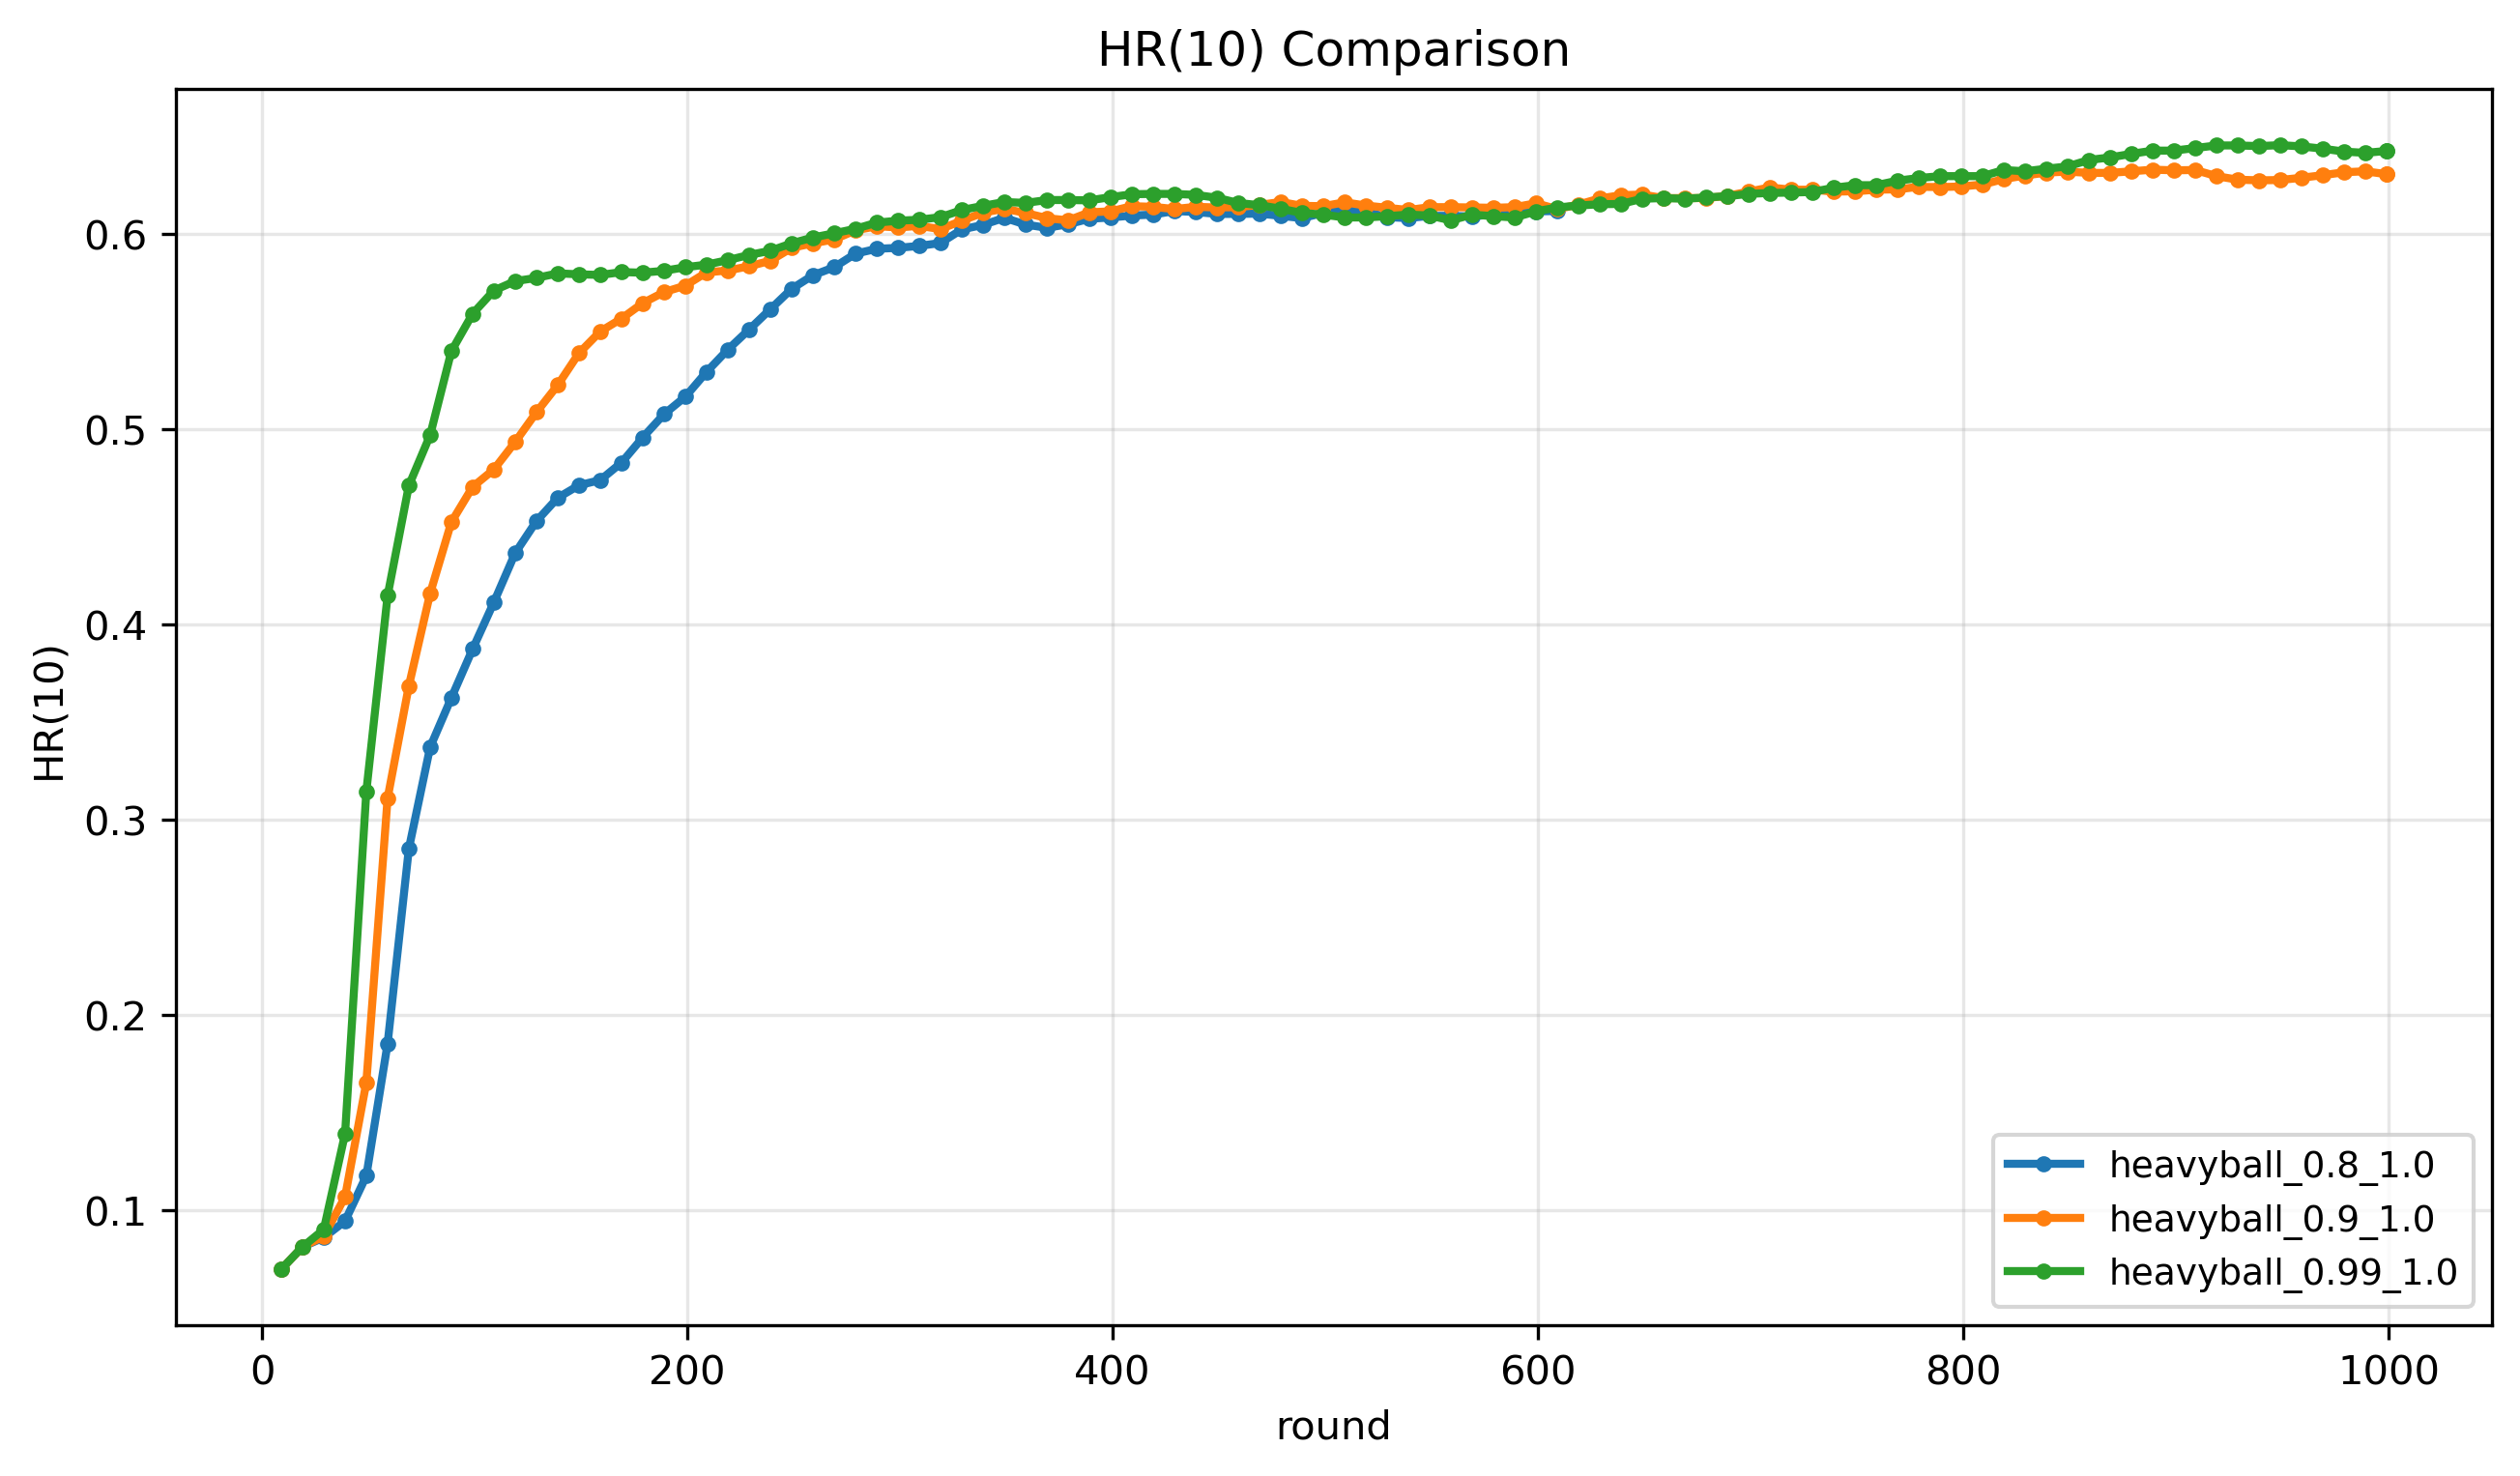 HR(10) Comparison
HR(10)
0.6
0.5
0.4
0.3
0.2
0.1
0 200 400 600 800 1000
round
heavyball_0.8_1.0
heavyball_0.9_1.0
heavyball_0.99_1.0